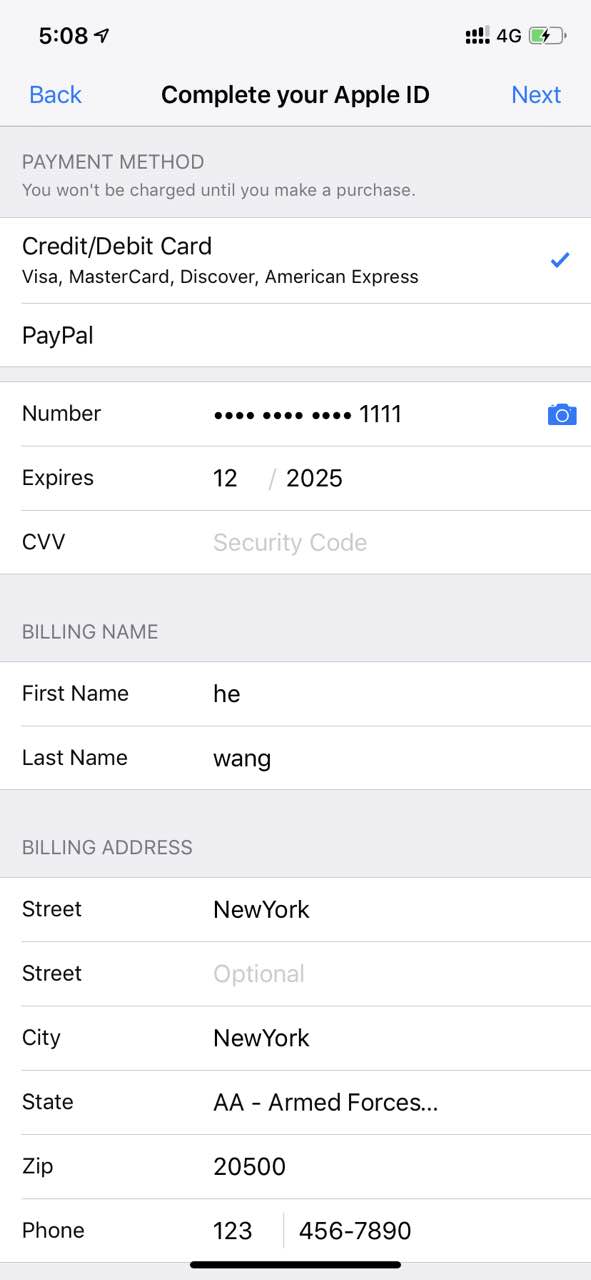 5:08 4G
Back Complete your Apple ID Next
PAYMENT METHOD
You won't be charged until you make a purchase.
Credit/Debit Card
Visa, MasterCard, Discover, American Express
PayPal
Number •••• •••• •••• 1111
Expires 12 / 2025
CVV Security Code
BILLING NAME
First Name he
Last Name wang
BILLING ADDRESS
Street NewYork
Street Optional
City NewYork
State AA - Armed Forces...
Zip 20500
Phone 123 456-7890